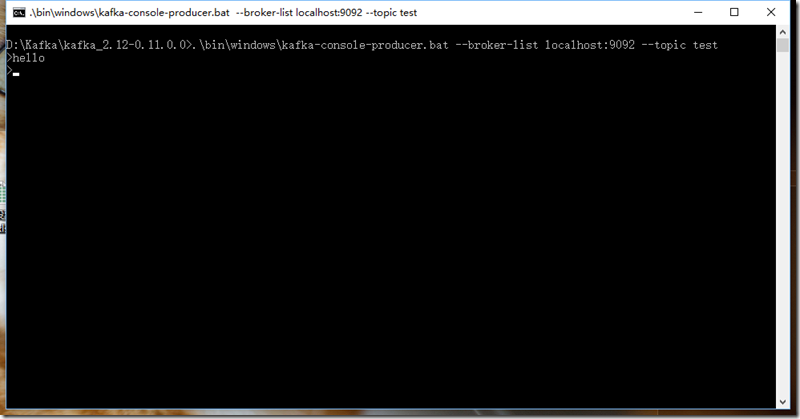 .\bin\windows\kafka-console-producer.bat  --broker-list localhost:9092 --topic test
D:\Kafka\kafka_2.12-0.11.0.0>.\bin\windows\kafka-console-producer.bat --broker-list localhost:9092 --topic test
>hello
>